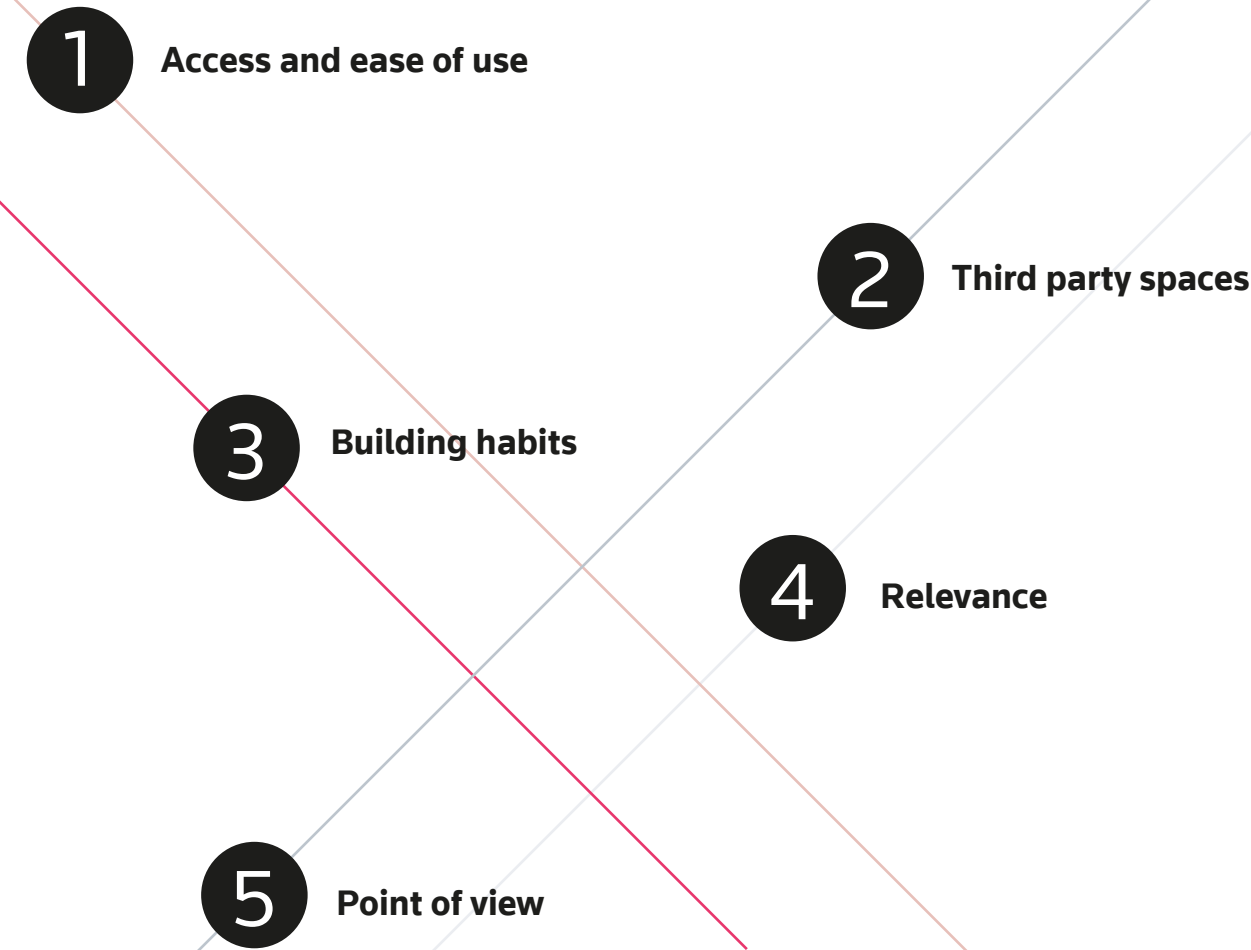 1 Access and ease of use
2 Third party spaces
3 Building habits
4 Relevance
5 Point of view